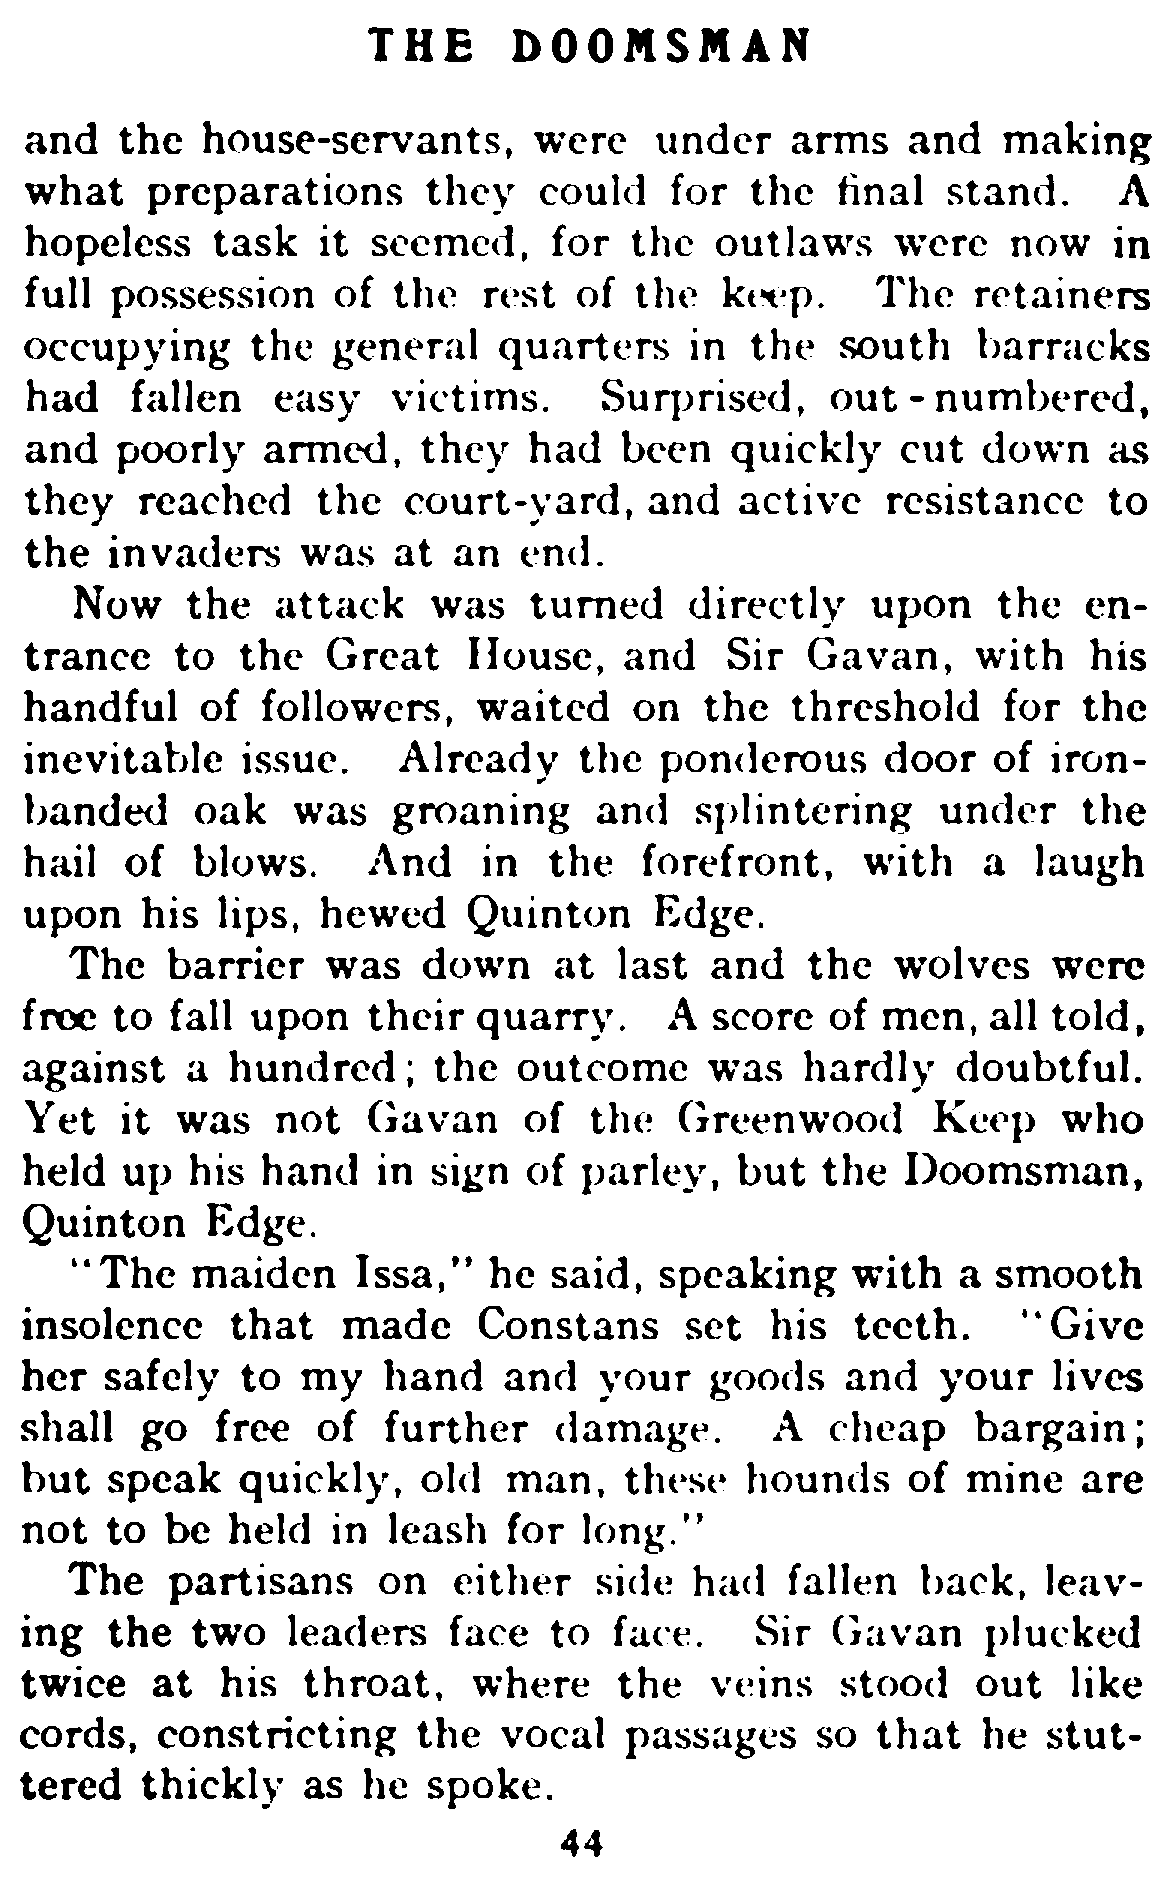 THE DOOMSMAN
and the house-servants, were under arms and making
what preparations they could for the final stand. A
hopeless task it seemed, for the outlaws were now in
full possession of the rest of the keep. The retainers
occupying the general quarters in the south barracks
had fallen easy victims. Surprised, out-numbered,
and poorly armed, they had been quickly cut down as
they reached the court-yard, and active resistance to
the invaders was at an end.
Now the attack was turned directly upon the en-
trance to the Great House, and Sir Gavan, with his
handful of followers, waited on the threshold for the
inevitable issue. Already the ponderous door of iron-
banded oak was groaning and splintering under the
hail of blows. And in the forefront, with a laugh
upon his lips, hewed Quinton Edge.
The barrier was down at last and the wolves were
free to fall upon their quarry. A score of men, all told,
against a hundred; the outcome was hardly doubtful.
Yet it was not Gavan of the Greenwood Keep who
held up his hand in sign of parley, but the Doomsman,
Quinton Edge.
"The maiden Issa," he said, speaking with a smooth
insolence that made Constans set his teeth. "Give
her safely to my hand and your goods and your lives
shall go free of further damage. A cheap bargain;
but speak quickly, old man, these hounds of mine are
not to be held in leash for long."
The partisans on either side had fallen back, leav-
ing the two leaders face to face. Sir Gavan plucked
twice at his throat, where the veins stood out like
cords, constricting the vocal passages so that he stut-
tered thickly as he spoke.
44